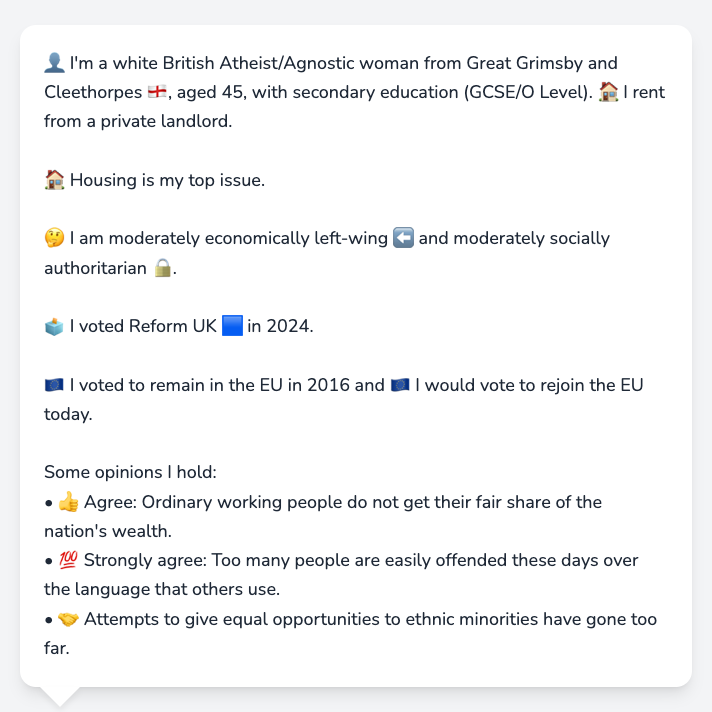 👤 I'm a white British Atheist/Agnostic woman from Great Grimsby and
Cleethorpes 🏴󠁧󠁢󠁥󠁮󠁧󠁿, aged 45, with secondary education (GCSE/O Level). 🏠 I rent
from a private landlord.
🏠 Housing is my top issue.
🤔 I am moderately economically left-wing ⬅️ and moderately socially
authoritarian 🔒.
🗳️ I voted Reform UK 🟦 in 2024.
🇪🇺 I voted to remain in the EU in 2016 and 🇪🇺 I would vote to rejoin the EU
today.
Some opinions I hold:
• 👍 Agree: Ordinary working people do not get their fair share of the
nation's wealth.
• 💯 Strongly agree: Too many people are easily offended these days over
the language that others use.
• 🤝 Attempts to give equal opportunities to ethnic minorities have gone too
far.